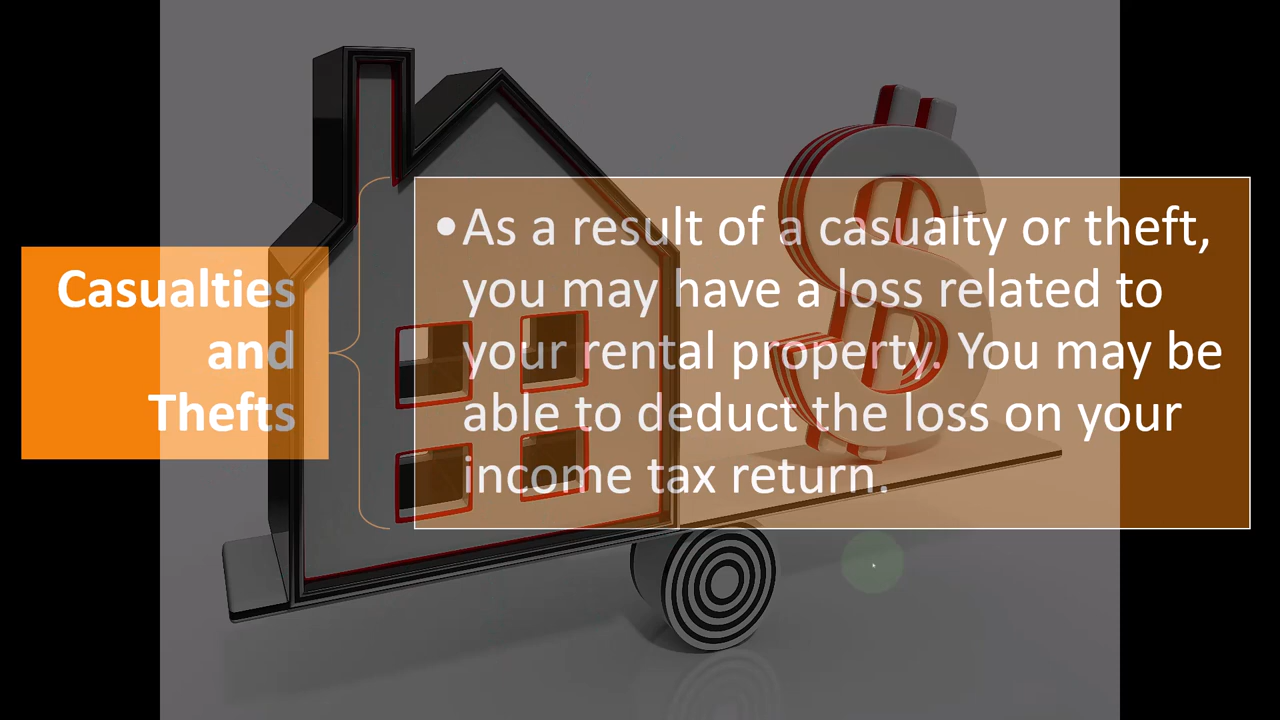 Casualties
and
Thefts
•As a result of a casualty or theft,
you may have a loss related to
your rental property. You may be
able to deduct the loss on your
income tax return.